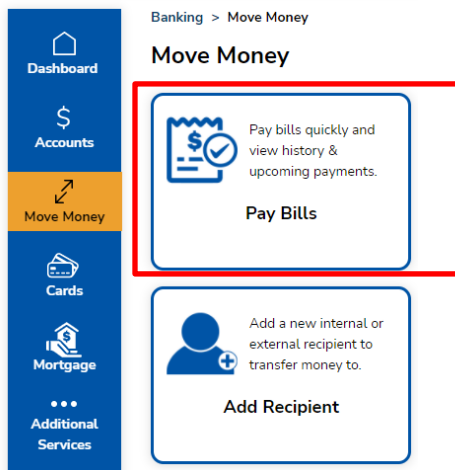 Banking > Move Money
Move Money
Dashboard
$
Accounts
Move Money
Cards
$
Mortgage
Additional
Services
$
Pay bills quickly and
view history &
upcoming payments.
Pay Bills
Add a new internal or
external recipient to
transfer money to.
Add Recipient